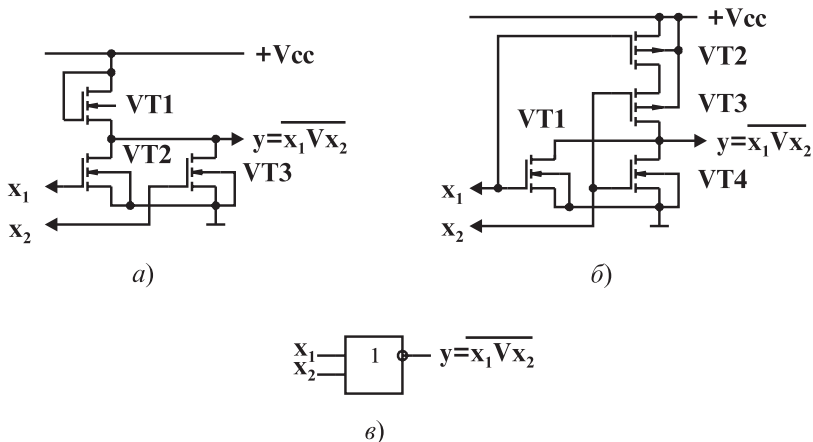 +Vcc
VT1
y=x₁Vx₂
VT2
VT3
x₁
x₂
а)
+Vcc
VT2
VT3
VT1
y=x₁Vx₂
VT4
x₁
x₂
б)
x₁
x₂
1
y=x₁Vx₂
в)